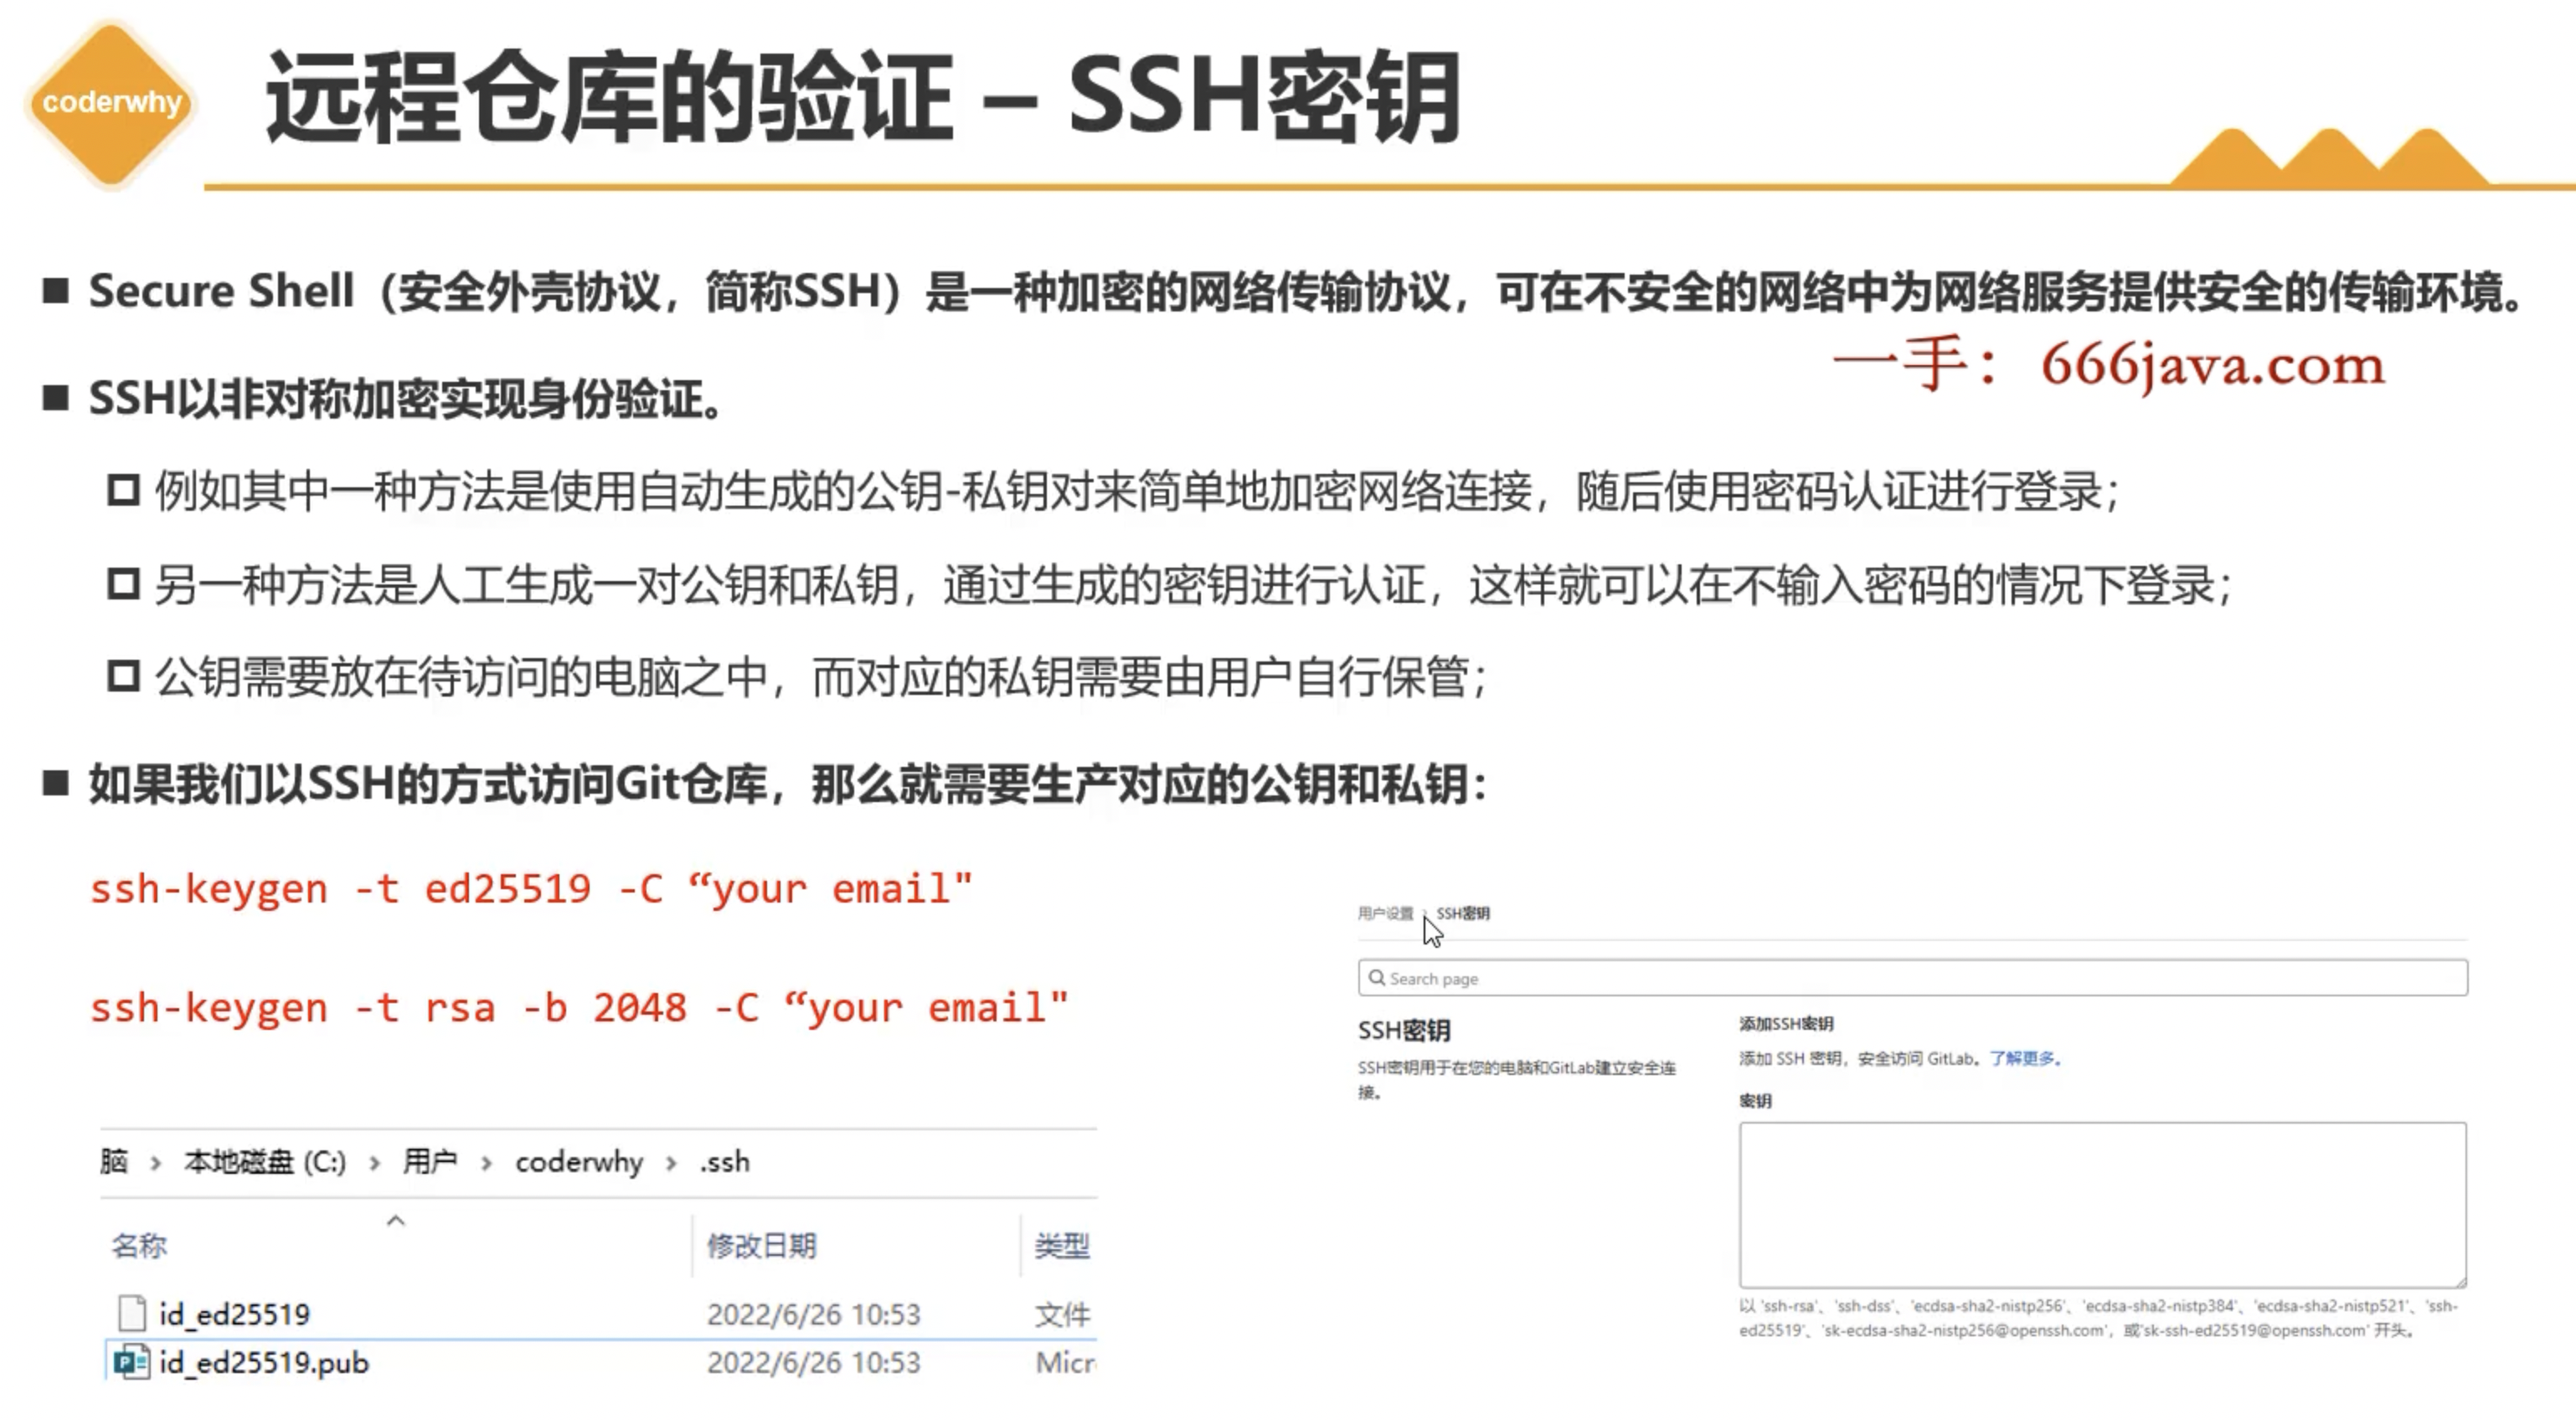 coderwhy
远程仓库的验证 – SSH密钥
Secure Shell（安全外壳协议，简称SSH）是一种加密的网络传输协议，可在不安全的网络中为网络服务提供安全的传输环境。
一手：666java.com
SSH以非对称加密实现身份验证。
例如其中一种方法是使用自动生成的公钥-私钥对来简单地加密网络连接，随后使用密码认证进行登录；
另一种方法是人工生成一对公钥和私钥，通过生成的密钥进行认证，这样就可以在不输入密码的情况下登录；
公钥需要放在待访问的电脑之中，而对应的私钥需要由用户自行保管；
如果我们以SSH的方式访问Git仓库，那么就需要生产对应的公钥和私钥：
ssh-keygen -t ed25519 -C “your email"
ssh-keygen -t rsa -b 2048 -C “your email"
脑 › 本地磁盘 (C:) › 用户 › coderwhy › .ssh
名称 修改日期 类型
id_ed25519 2022/6/26 10:53 文件
id_ed25519.pub 2022/6/26 10:53 Micr
用户设置 › SSH密钥
Search page
SSH密钥
SSH密钥用于在您的电脑和GitLab建立安全连
接。
添加SSH密钥
添加 SSH 密钥，安全访问 GitLab。了解更多。
密钥
以 'ssh-rsa'、'ssh-dss'、'ecdsa-sha2-nistp256'、'ecdsa-sha2-nistp384'、'ecdsa-sha2-nistp521'、'ssh-
ed25519'、'sk-ecdsa-sha2-nistp256@openssh.com'，或'sk-ssh-ed25519@openssh.com' 开头。